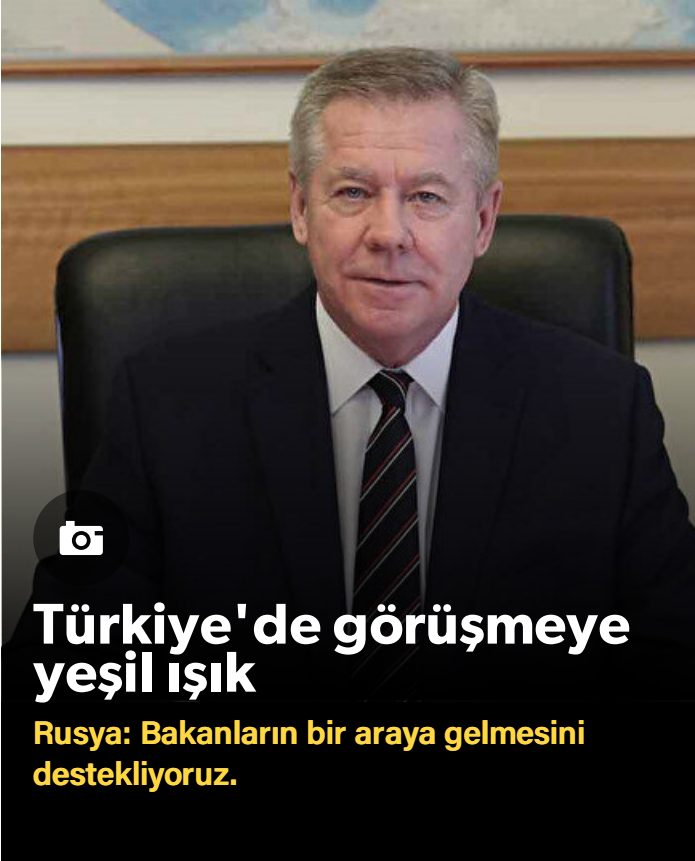 Türkiye'de görüşmeye
yeşil ışık
Rusya: Bakanların bir araya gelmesini
destekliyoruz.